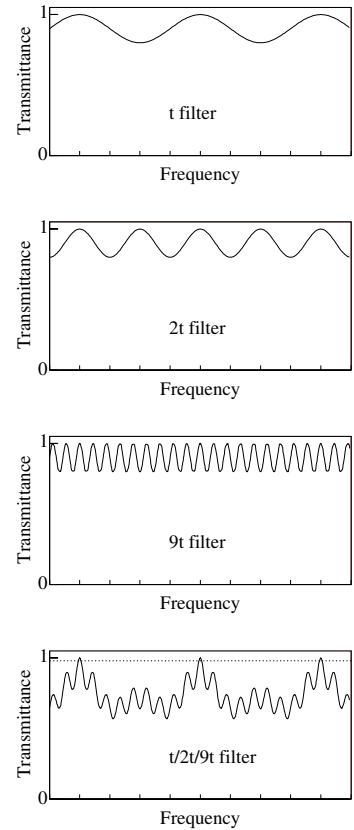 1
Transmittance
t filter
0
Frequency
1
Transmittance
2t filter
0
Frequency
1
Transmittance
9t filter
0
Frequency
1
Transmittance
t/2t/9t filter
0
Frequency